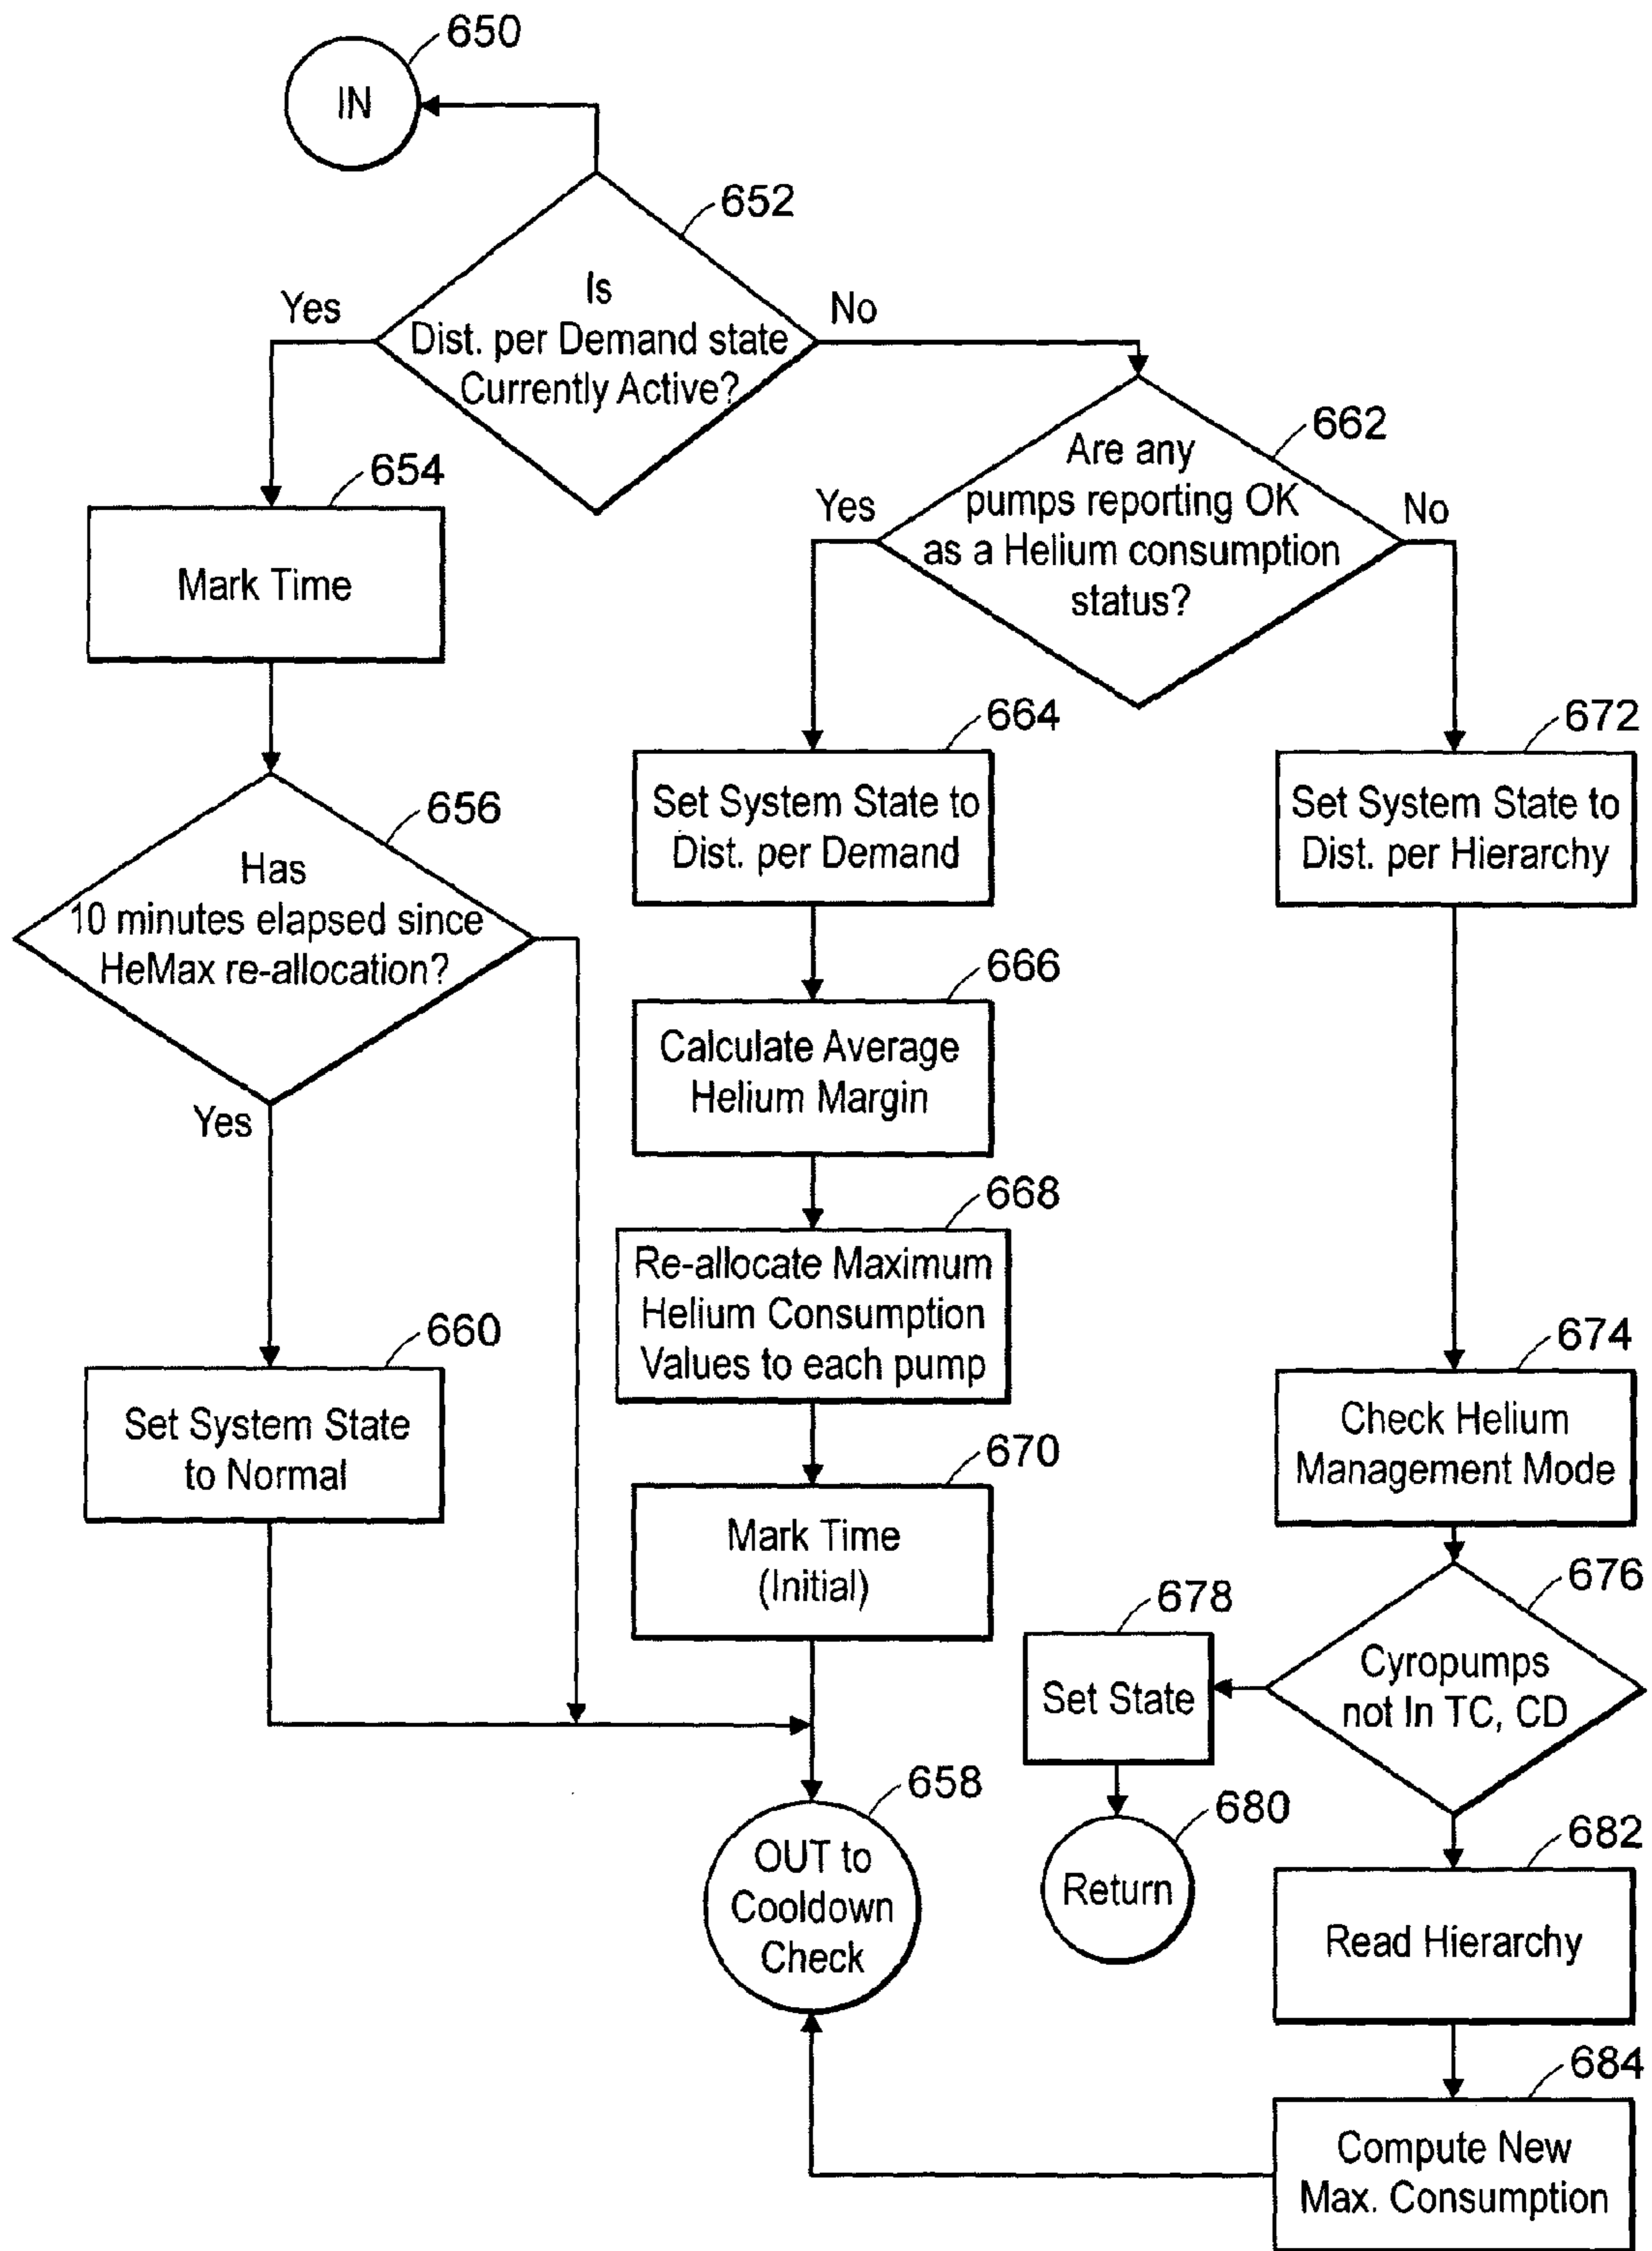 650
IN
652
Is
Dist. per Demand state
Currently Active?
Yes
No
654
Mark Time
662
Are any
pumps reporting OK
as a Helium consumption
status?
Yes
No
656
Has
10 minutes elapsed since
HeMax re-allocation?
Yes
660
Set System State
to Normal
664
Set System State to
Dist. per Demand
666
Calculate Average
Helium Margin
668
Re-allocate Maximum
Helium Consumption
Values to each pump
670
Mark Time
(Initial)
658
OUT to
Cooldown
Check
672
Set System State to
Dist. per Hierarchy
674
Check Helium
Management Mode
676
Cyropumps
not In TC, CD
678
Set State
680
Return
682
Read Hierarchy
684
Compute New
Max. Consumption